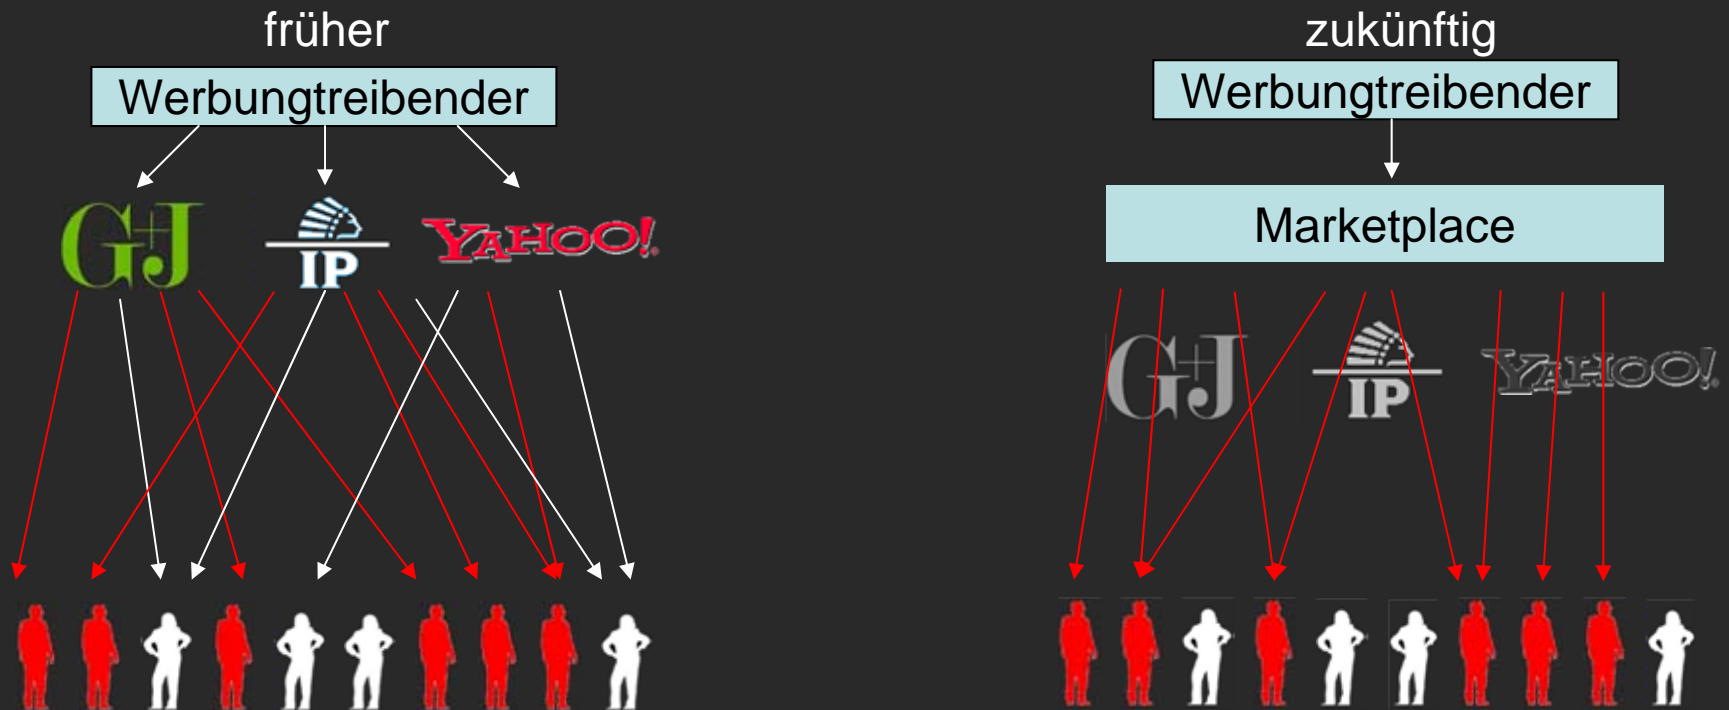 früher
Werbungtreibender
G+J
IP
YAHOO!
zukünftig
Werbungtreibender
Marketplace
G+J
IP
YAHOO!